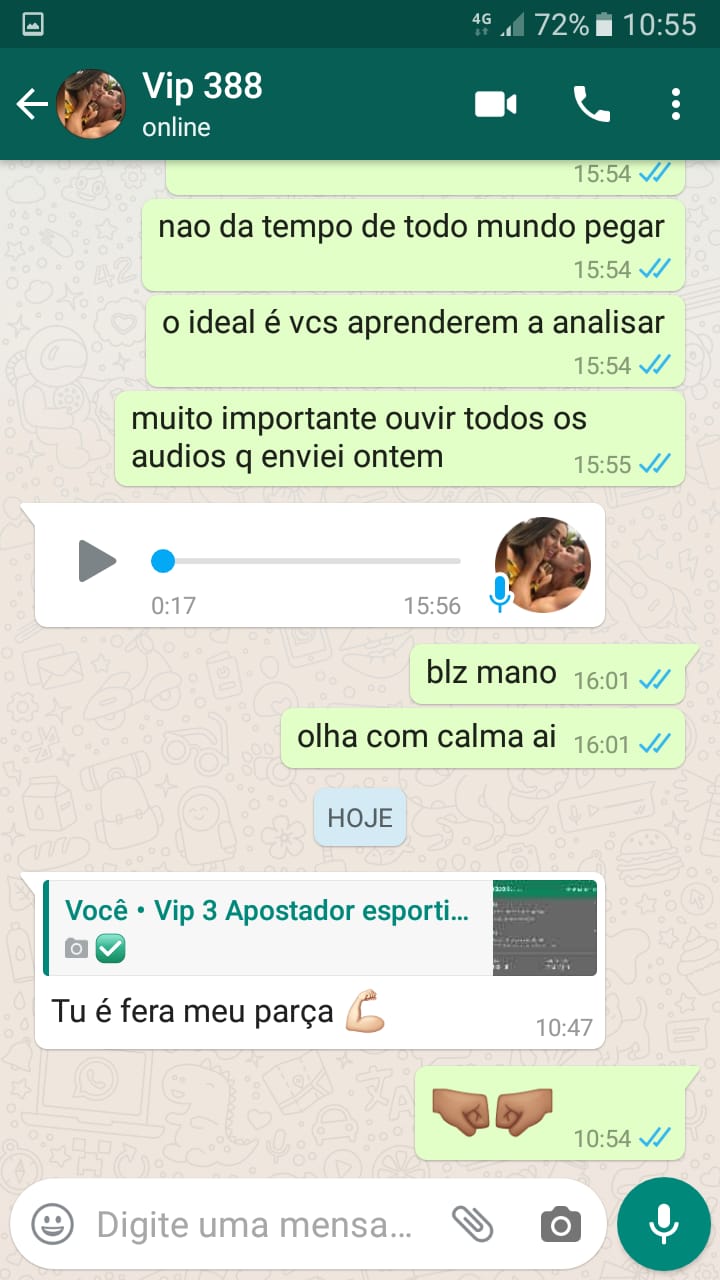 4G 72% 10:55
Vip 388
online
15:54
nao da tempo de todo mundo pegar
15:54
o ideal é vcs aprenderem a analisar
15:54
muito importante ouvir todos os
audios q enviei ontem
15:55
0:17 15:56
blz mano 16:01
olha com calma ai 16:01
HOJE
Você • Vip 3 Apostador esporti...
Tu é fera meu parça 💪🏻
10:47
🤛🏽🤜🏽 10:54
Digite uma mensa...